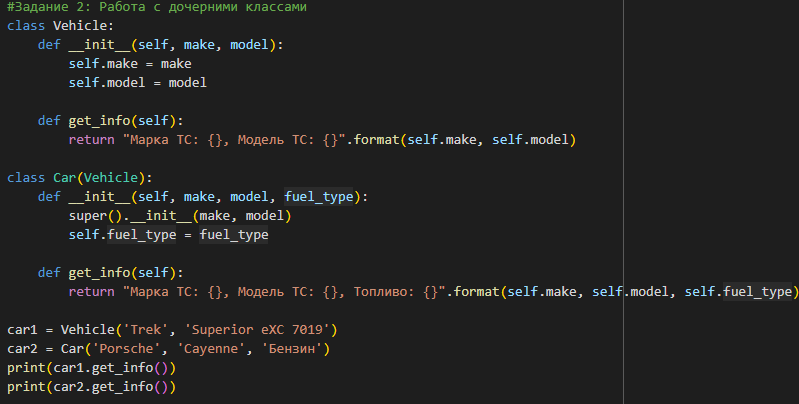 #Задание 2: Работа с дочерними классами
class Vehicle:
    def __init__(self, make, model):
        self.make = make
        self.model = model

    def get_info(self):
        return "Марка ТС: {}, Модель ТС: {}".format(self.make, self.model)

class Car(Vehicle):
    def __init__(self, make, model, fuel_type):
        super().__init__(make, model)
        self.fuel_type = fuel_type

    def get_info(self):
        return "Марка ТС: {}, Модель ТС: {}, Топливо: {}".format(self.make, self.model, self.fuel_type)

car1 = Vehicle('Trek', 'Superior eXC 7019')
car2 = Car('Porsche', 'Cayenne', 'Бензин')
print(car1.get_info())
print(car2.get_info())